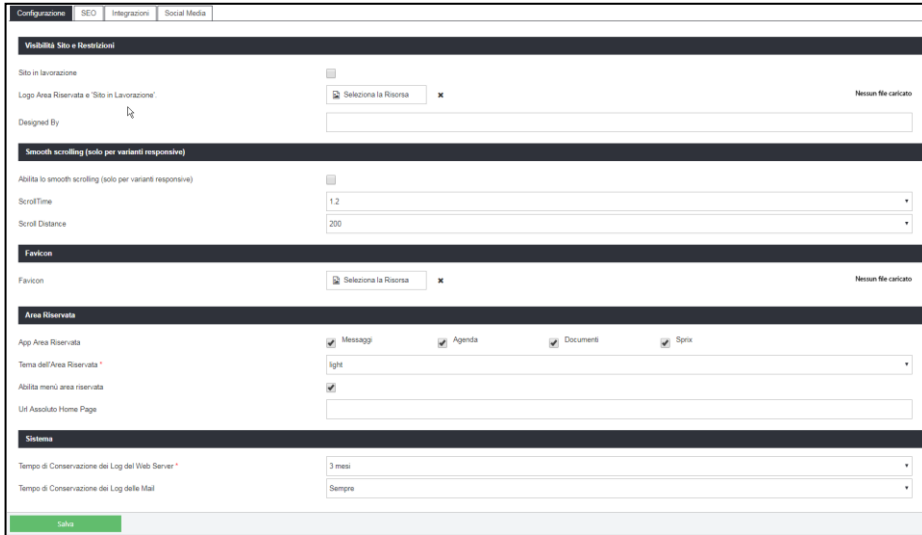 Configurazione SEO Integrazioni Social Media
Visibilità Sito e Restrizioni
Sito in lavorazione
Logo Area Riservata e 'Sito in Lavorazione'. Seleziona la Risorsa ✖ Nessun file caricato
Designed By
Smooth scrolling (solo per varianti responsive)
Abilita lo smooth scrolling (solo per varianti responsive)
ScrollTime 1.2
Scroll Distance 200
Favicon
Favicon Seleziona la Risorsa ✖ Nessun file caricato
Area Riservata
App Area Riservata Messaggi Agenda Documenti Sprix
Tema dell'Area Riservata * light
Abilita menù area riservata
Url Assoluto Home Page
Sistema
Tempo di Conservazione dei Log del Web Server * 3 mesi
Tempo di Conservazione dei Log delle Mail Sempre
Salva